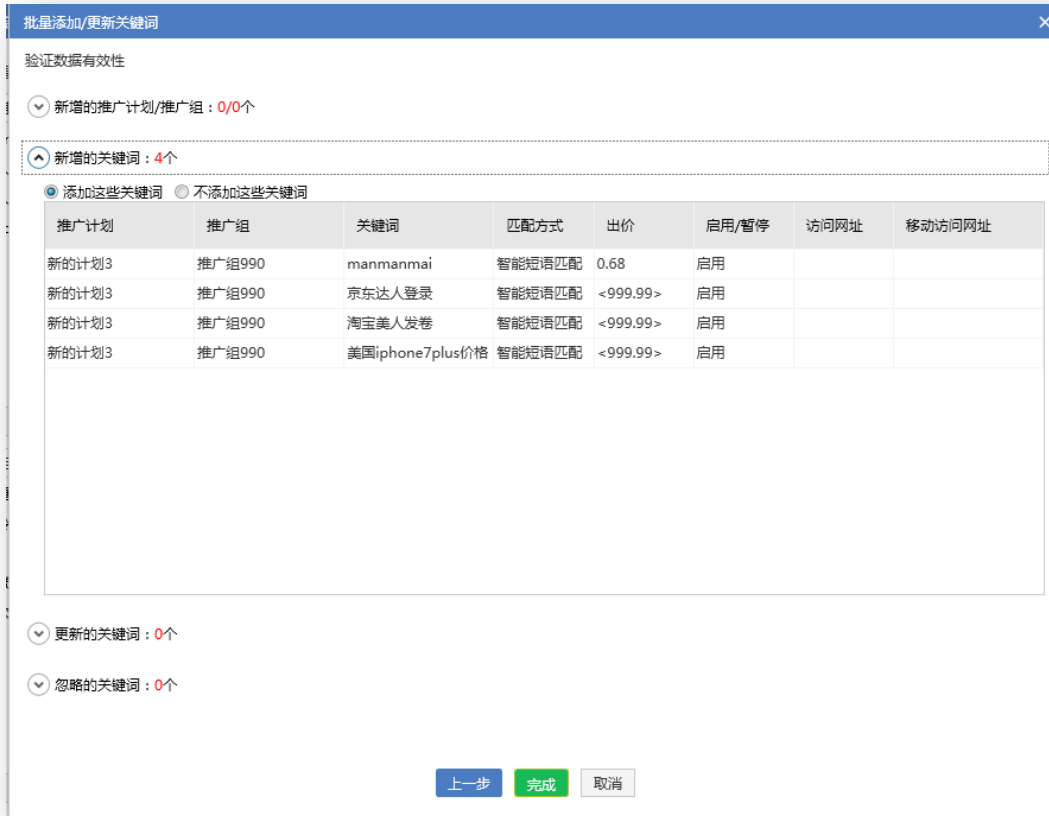 批量添加/更新关键词
验证数据有效性
新增的推广计划/推广组：0/0个
新增的关键词：4个
添加这些关键词 不添加这些关键词
推广计划 推广组 关键词 匹配方式 出价 启用/暂停 访问网址 移动访问网址
新的计划3 推广组990 manmanmai 智能短语匹配 0.68 启用
新的计划3 推广组990 京东达人登录 智能短语匹配 <999.99> 启用
新的计划3 推广组990 淘宝美人发卷 智能短语匹配 <999.99> 启用
新的计划3 推广组990 美国iphone7plus价格 智能短语匹配 <999.99> 启用
更新的关键词：0个
忽略的关键词：0个
上一步 完成 取消